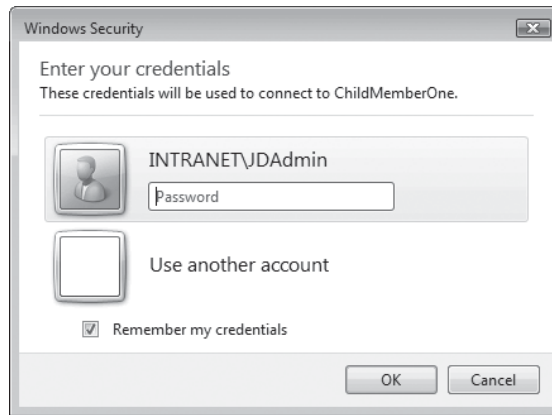 Windows Security
Enter your credentials
These credentials will be used to connect to ChildMemberOne.
INTRANET\JDAdmin
Password
Use another account
Remember my credentials
OK
Cancel